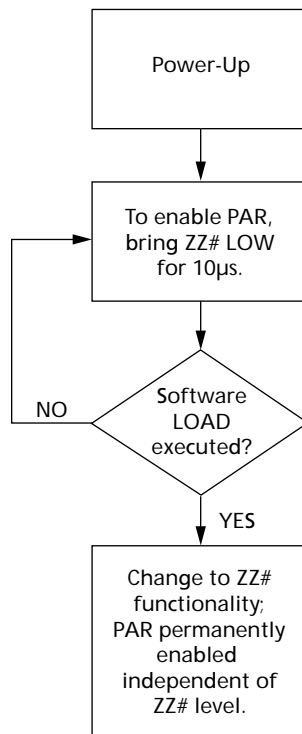 Power-Up
To enable PAR,
bring ZZ# LOW
for 10µs.
Software
LOAD
executed?
NO
YES
Change to ZZ#
functionality;
PAR permanently
enabled
independent of
ZZ# level.